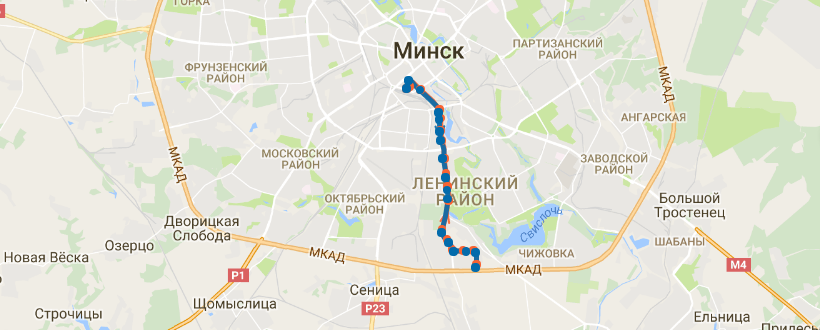 ГОРКА
Минск
ПАРТИЗАНСКИЙ
РАЙОН
ФРУНЗЕНСКИЙ
РАЙОН
МКАД
АНГАРСКАЯ
МКАД
МОСКОВСКИЙ
РАЙОН
ЗАВОДСКОЙ
РАЙОН
ЛЕНИНСКИЙ
РАЙОН
ОКТЯБРЬСКИЙ
РАЙОН
Большой
Тростенец
Свислочь
Дворицкая
Слобода
Озерцо
ШАБАНЫ
Новая Вёска
МКАД
ЧИЖОВКА
M4
P1
МКАД
Сеница
Щомыслица
P23
Строчицы
Ельница